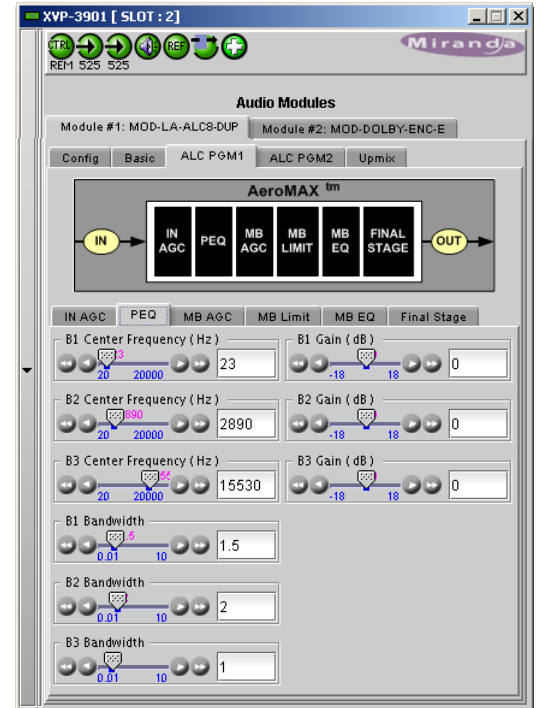 XVP-3901 [ SLOT : 2]
CTRL
REF
REM 525 525
Miranda
Audio Modules
Module #1: MOD-LA-ALC8-DUP
Module #2: MOD-DOLBY-ENC-E
Config Basic ALC PGM1 ALC PGM2 Upmix
AeroMAX tm
IN
IN AGC
PEQ
MB AGC
MB LIMIT
MB EQ
FINAL STAGE
OUT
IN AGC PEQ MB AGC MB Limit MB EQ Final Stage
B1 Center Frequency ( Hz )
20 20000
23
B1 Gain ( dB )
-18 18
0
B2 Center Frequency ( Hz )
20 20000
2890
B2 Gain ( dB )
-18 18
0
B3 Center Frequency ( Hz )
20 20000
15530
B3 Gain ( dB )
-18 18
0
B1 Bandwidth
0.01 10
1.5
B2 Bandwidth
0.01 10
2
B3 Bandwidth
0.01 10
1